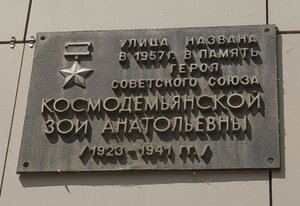 УЛИЦА НАЗВАНА
В 1957 Г. В ПАМЯТЬ
ГЕРОЯ
СОВЕТСКОГО СОЮЗА
КОСМОДЕМЬЯНСКОЙ
ЗОИ АНАТОЛЬЕВНЫ
/1923-1941 ГГ./